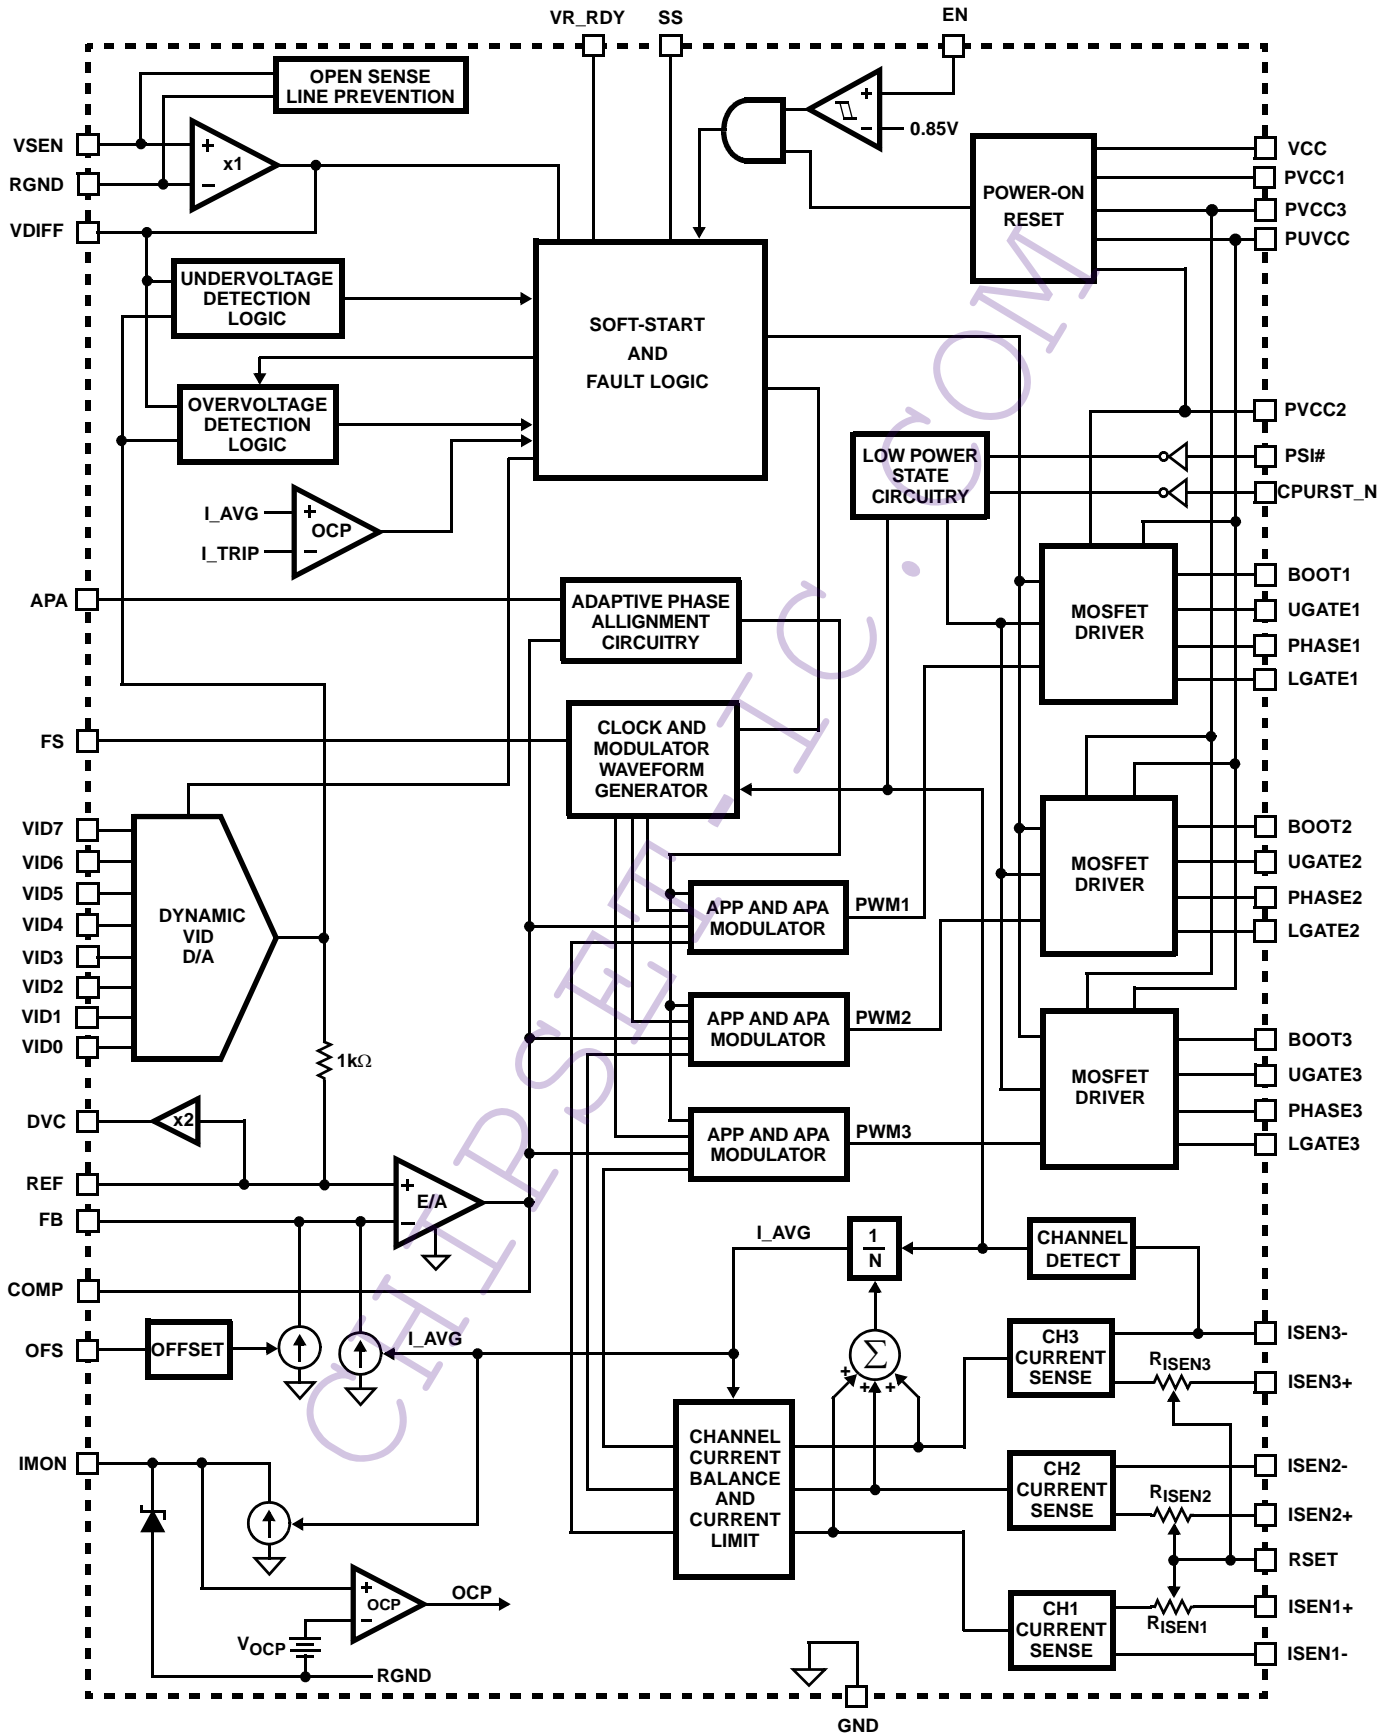 VR_RDY
SS
EN
OPEN SENSE
LINE PREVENTION
VSEN
RGND
VDIFF
+
−
x1
+
−
0.85V
POWER-ON
RESET
VCC
PVCC1
PVCC3
PUVCC
UNDERVOLTAGE
DETECTION
LOGIC
SOFT-START
AND
FAULT LOGIC
OVERVOLTAGE
DETECTION
LOGIC
PVCC2
PSI#
CPURST_N
LOW POWER
STATE
CIRCUITRY
I_AVG
I_TRIP
+
−
OCP
APA
ADAPTIVE PHASE
ALLIGNMENT
CIRCUITRY
MOSFET
DRIVER
BOOT1
UGATE1
PHASE1
LGATE1
FS
CLOCK AND
MODULATOR
WAVEFORM
GENERATOR
VID7
VID6
VID5
VID4
VID3
VID2
VID1
VID0
DYNAMIC
VID
D/A
MOSFET
DRIVER
BOOT2
UGATE2
PHASE2
LGATE2
APP AND APA
MODULATOR
PWM1
APP AND APA
MODULATOR
PWM2
1kΩ
MOSFET
DRIVER
BOOT3
UGATE3
PHASE3
LGATE3
DVC
x2
APP AND APA
MODULATOR
PWM3
REF
FB
+
−
E/A
COMP
I_AVG
1
N
CHANNEL
DETECT
OFS
OFFSET
I_AVG
Σ
+
+
+
CH3
CURRENT
SENSE
RISEN3
ISEN3-
ISEN3+
IMON
CHANNEL
CURRENT
BALANCE
AND
CURRENT
LIMIT
CH2
CURRENT
SENSE
RISEN2
ISEN2-
ISEN2+
RSET
+
−
OCP
OCP
VOCP
RGND
CH1
CURRENT
SENSE
RISEN1
ISEN1+
ISEN1-
GND
CHIPSET-IC.COM